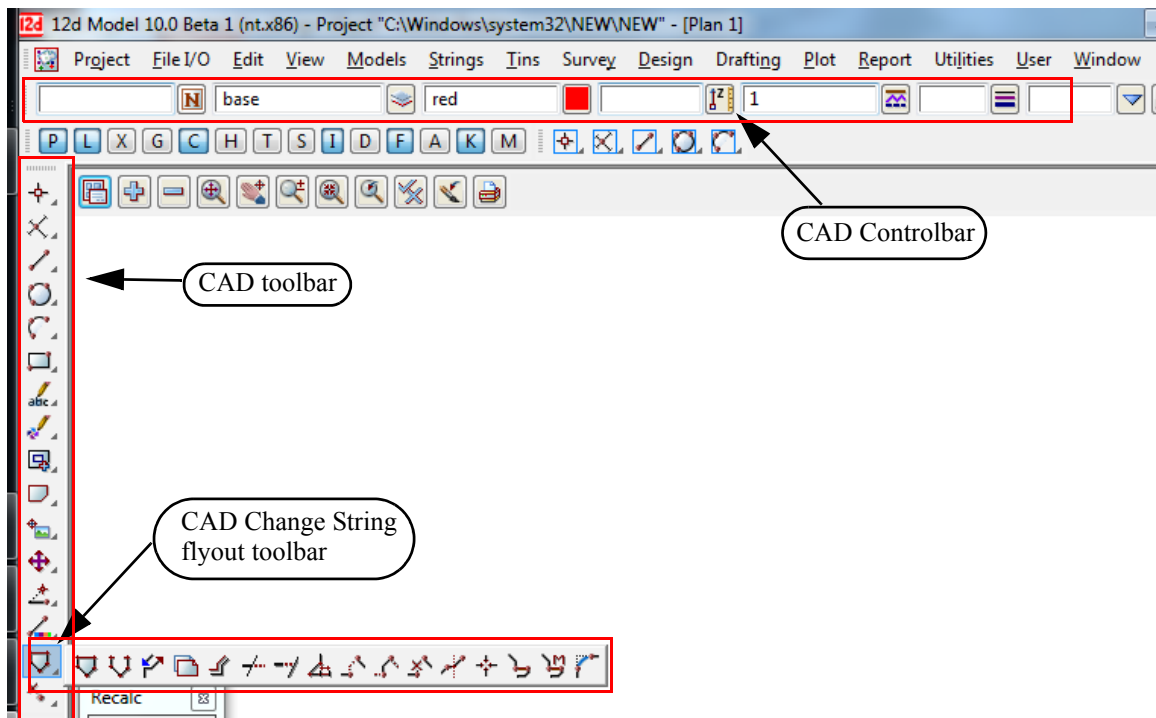 12d 12d Model 10.0 Beta 1 (nt.x86) - Project "C:\Windows\system32\NEW\NEW" - [Plan 1]
Project File I/O Edit View Models Strings Tins Survey Design Drafting Plot Report Utilities User Window
N base red 1
P L X G C H T S I D F A K M
CAD Controlbar
CAD toolbar
abc
CAD Change String
flyout toolbar
Recalc